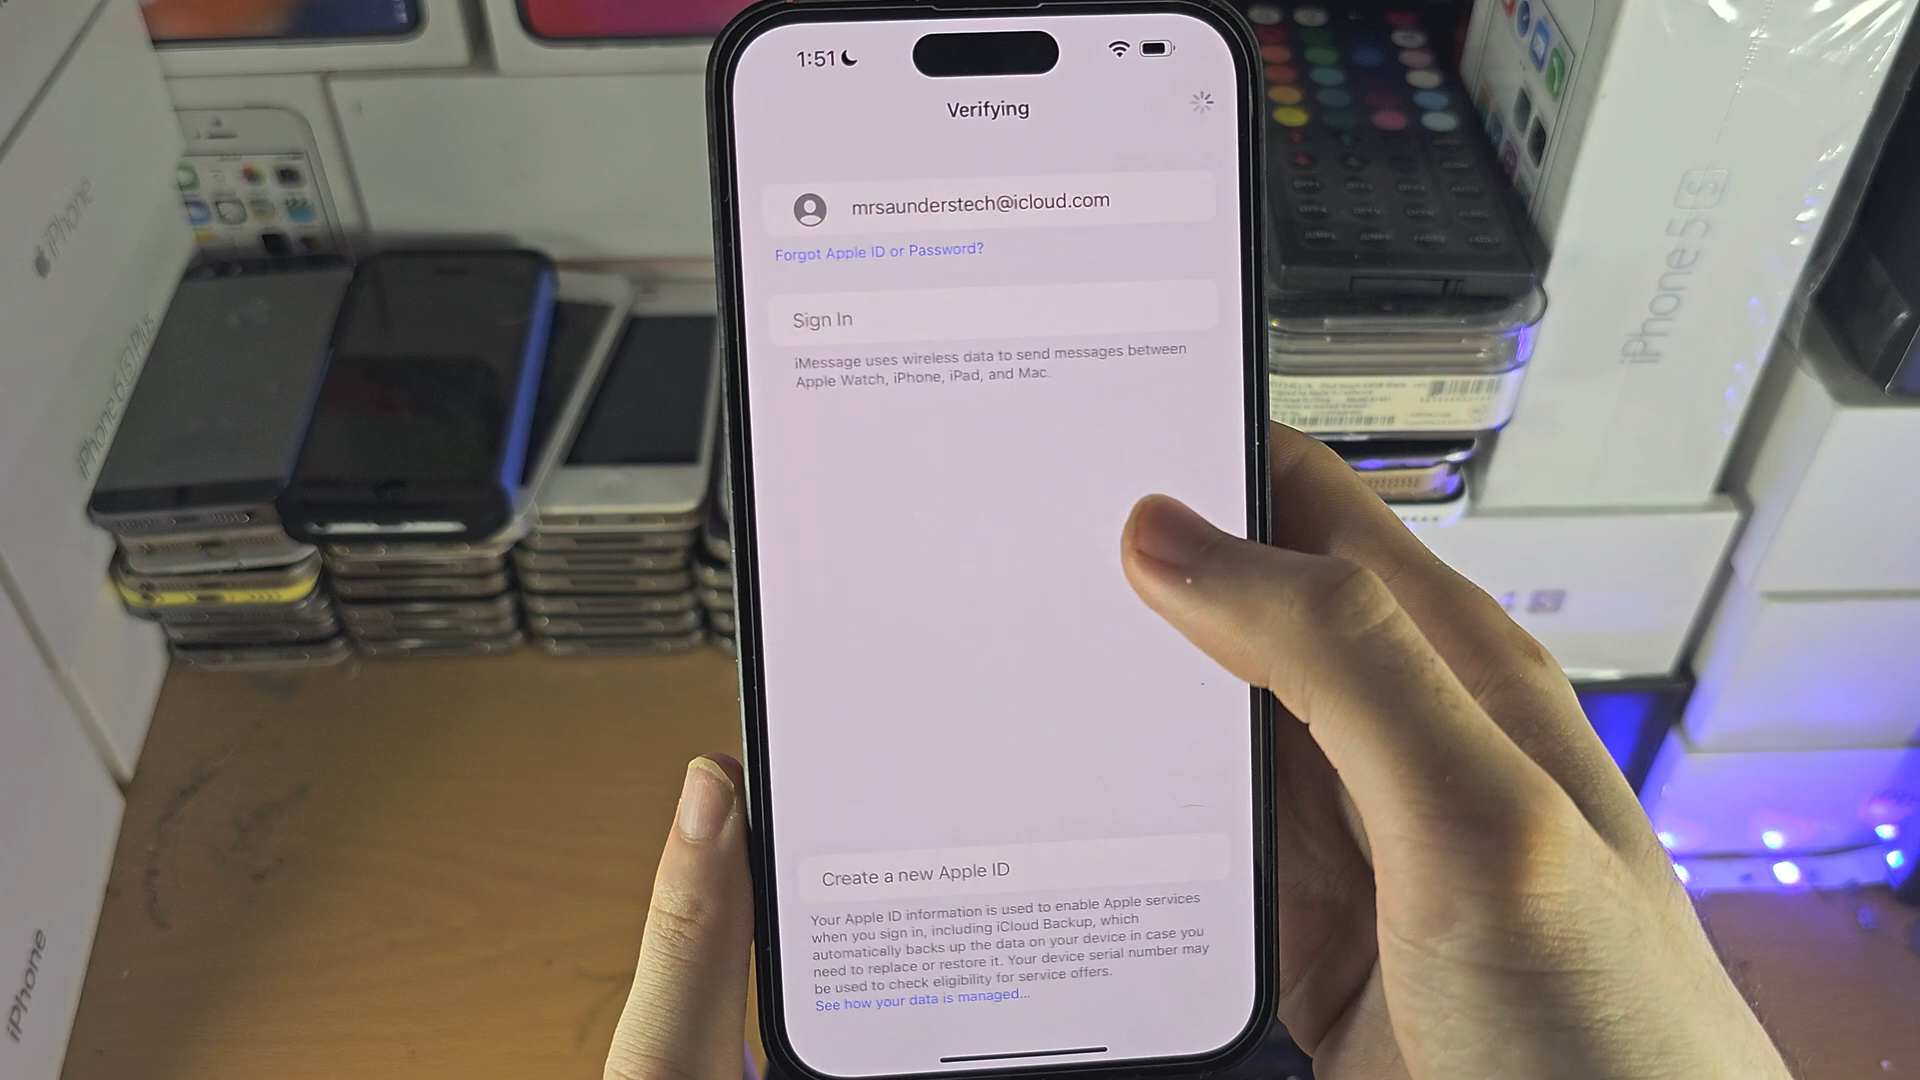 1:51
Verifying
mrsaunderstech@icloud.com
Forgot Apple ID or Password?
Sign In
iMessage uses wireless data to send messages between
Apple Watch, iPhone, iPad, and Mac.
Create a new Apple ID
Your Apple ID information is used to enable Apple services
when you sign in, including iCloud Backup, which
automatically backs up the data on your device in case you
need to replace or restore it. Your device serial number may
be used to check eligibility for service offers.
See how your data is managed...
iPhone
iPhone 6s Plus
iPhone
iPhone 5s